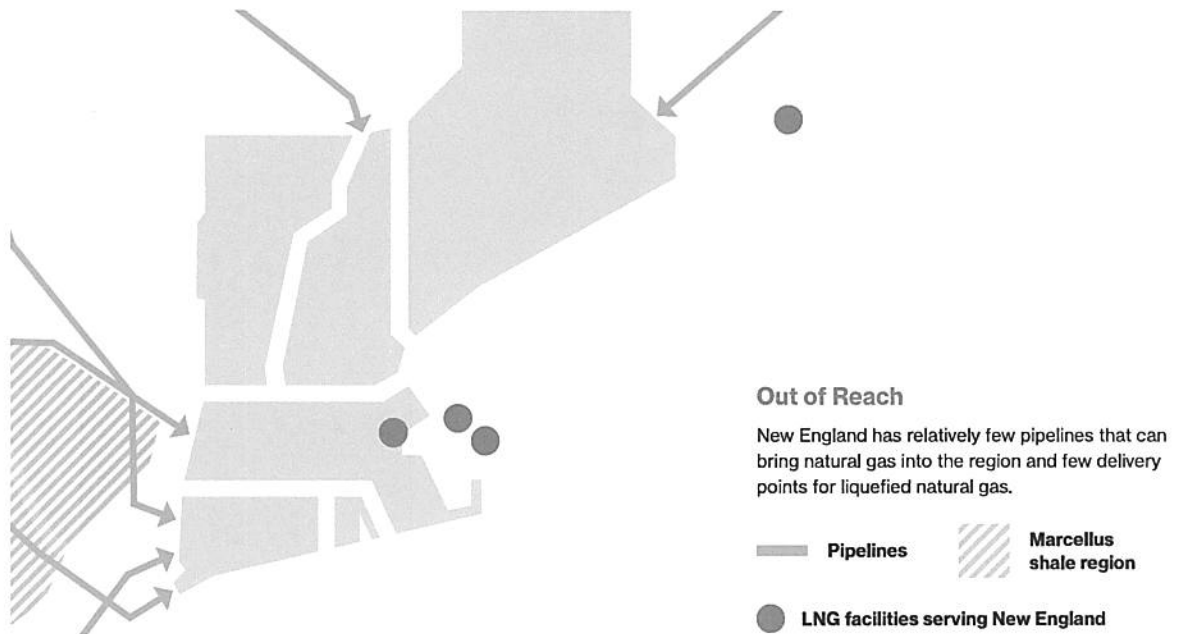 Out of Reach
New England has relatively few pipelines that can
bring natural gas into the region and few delivery
points for liquefied natural gas.
Pipelines
Marcellus
shale region
LNG facilities serving New England